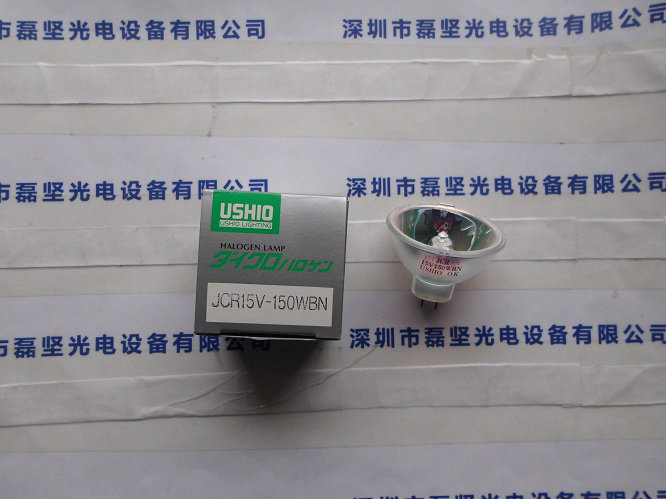 深圳市磊坚光电设备有限公司
深圳市磊坚光电设备有限公司
深圳市磊坚光电设备有限公司
深圳市磊坚光电设备有限公司
USHIO
USHIO LIGHTING
HALOGEN LAMP
ダイクロハロゲン
JCR15V-150WBN
JCR
15V150WBN
USHIO
深圳市磊坚光电设备有限公司
深圳市磊坚光电设备有限公司
深圳市磊坚光电设备有限公司
深圳市磊坚光电设备有限公司